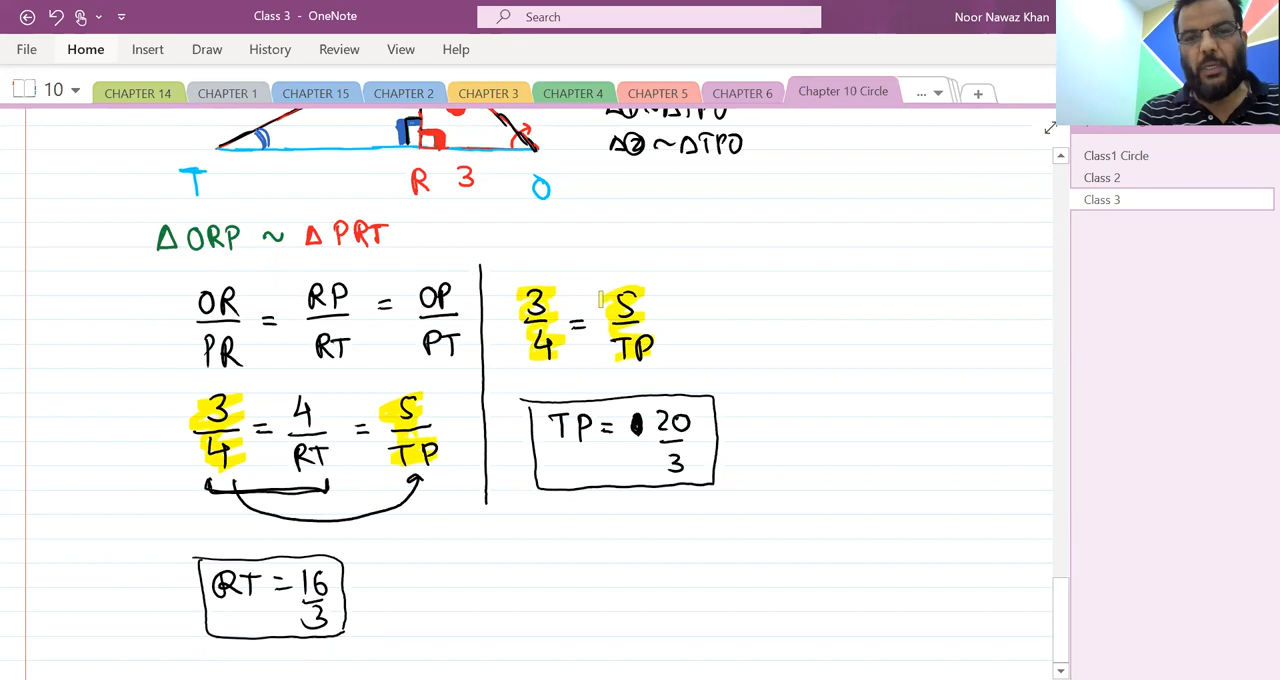 Class 3 - OneNote
Search
Noor Nawaz Khan
File Home Insert Draw History Review View Help
10
CHAPTER 14
CHAPTER 1
CHAPTER 15
CHAPTER 2
CHAPTER 3
CHAPTER 4
CHAPTER 5
CHAPTER 6
Chapter 10 Circle
...
+
Class1 Circle
Class 2
Class 3
Δ② ~ ΔTPO
T R 3 O
Δ ORP ~ Δ PRT
OR/PR = RP/RT = OP/PT
3/4 = 4/RT = 5/TP
RT = 16/3
3/4 = 5/TP
TP = 20/3